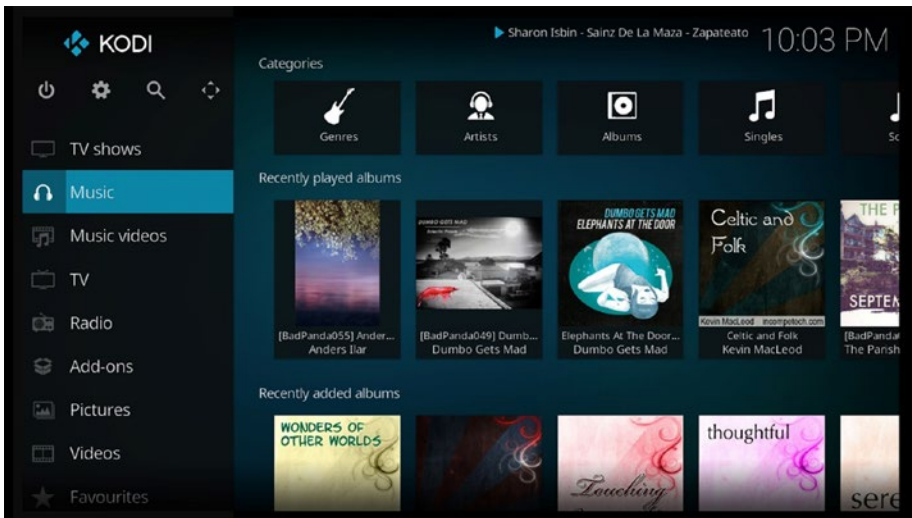 KODI
Sharon Isbin - Sainz De La Maza - Zapateato
10:03 PM
TV shows
Music
Music videos
TV
Radio
Add-ons
Pictures
Videos
Favourites
Categories
Genres
Artists
Albums
Singles
Recently played albums
DUMBO GETS MAD
DUMBO GETS MAD
ELEPHANTS AT THE DOOR
Celtic and
Folk
Kevin MacLeod incompetech.com
THE P
SEPTEN
[BadPanda055] Ander...
Anders Ilar
[BadPanda049] Dumb...
Dumbo Gets Mad
Elephants At The Door...
Dumbo Gets Mad
Celtic and Folk
Kevin MacLeod
[BadPanda
The Parish
Recently added albums
WONDERS OF
OTHER WORLDS
Touching
thoughtful
sere